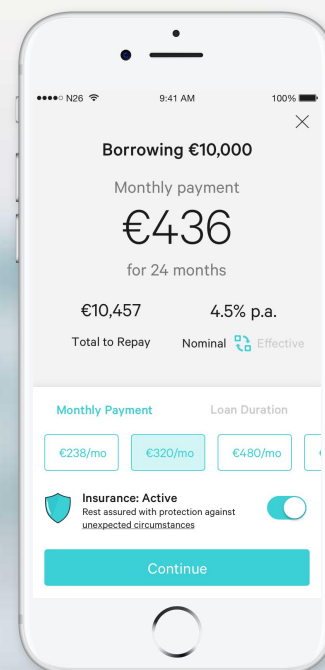 N26
9:41 AM
100%
Borrowing €10,000
Monthly payment
€436
for 24 months
€10,457
4.5% p.a.
Total to Repay
Nominal
Effective
Monthly Payment
Loan Duration
€238/mo
€320/mo
€480/mo
Insurance: Active
Rest assured with protection against
unexpected circumstances
Continue